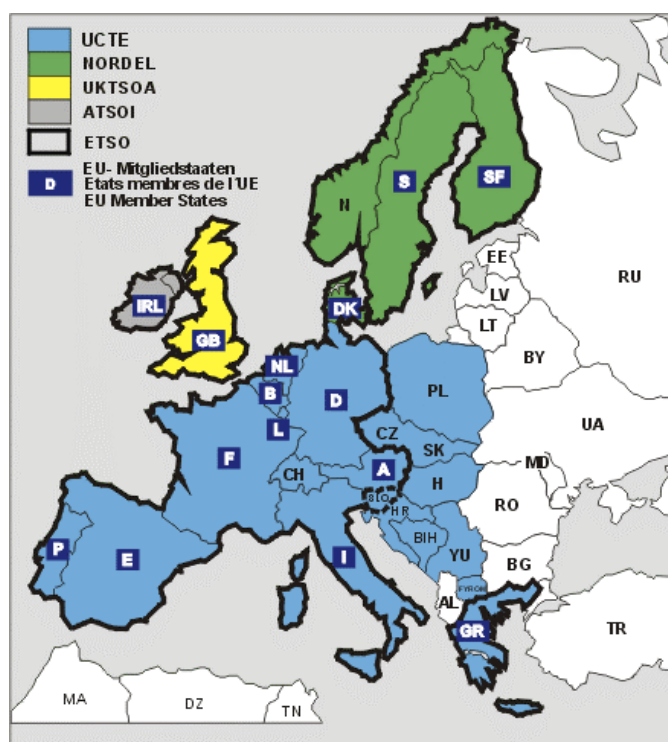 UCTE
NORDEL
UKTSOA
ATSOI
ETSO
D
EU- Mitgliedstaaten
Etats membres de l´UE
EU Member States
N
S
SF
EE
RU
LV
LT
IRL
DK
GB
BY
NL
B
D
PL
L
CZ
UA
F
SK
CH
A
H
MD
SLO
HR
RO
BIH
P
E
I
YU
BG
FYROM
AL
GR
TR
MA
DZ
TN